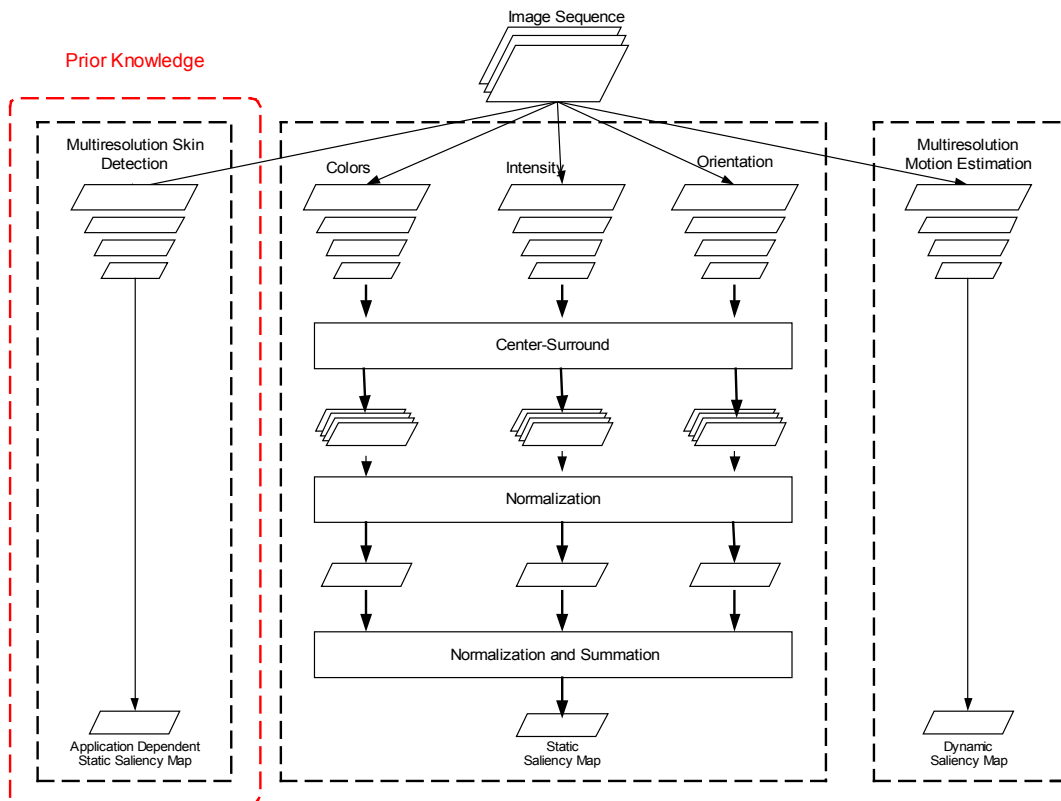 Image Sequence
Prior Knowledge
Multiresolution Skin
Detection
Colors
Intensity
Orientation
Multiresolution
Motion Estimation
Center-Surround
Normalization
Normalization and Summation
Application Dependent
Static Saliency Map
Static
Saliency Map
Dynamic
Saliency Map